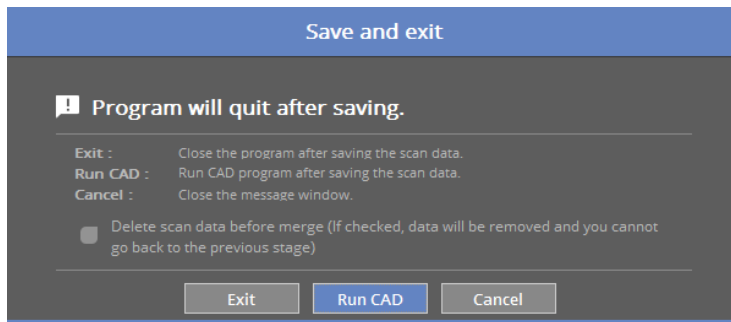 Save and exit
Program will quit after saving.
Exit : Close the program after saving the scan data.
Run CAD : Run CAD program after saving the scan data.
Cancel : Close the message window.
Delete scan data before merge (If checked, data will be removed and you cannot
go back to the previous stage)
Exit Run CAD Cancel